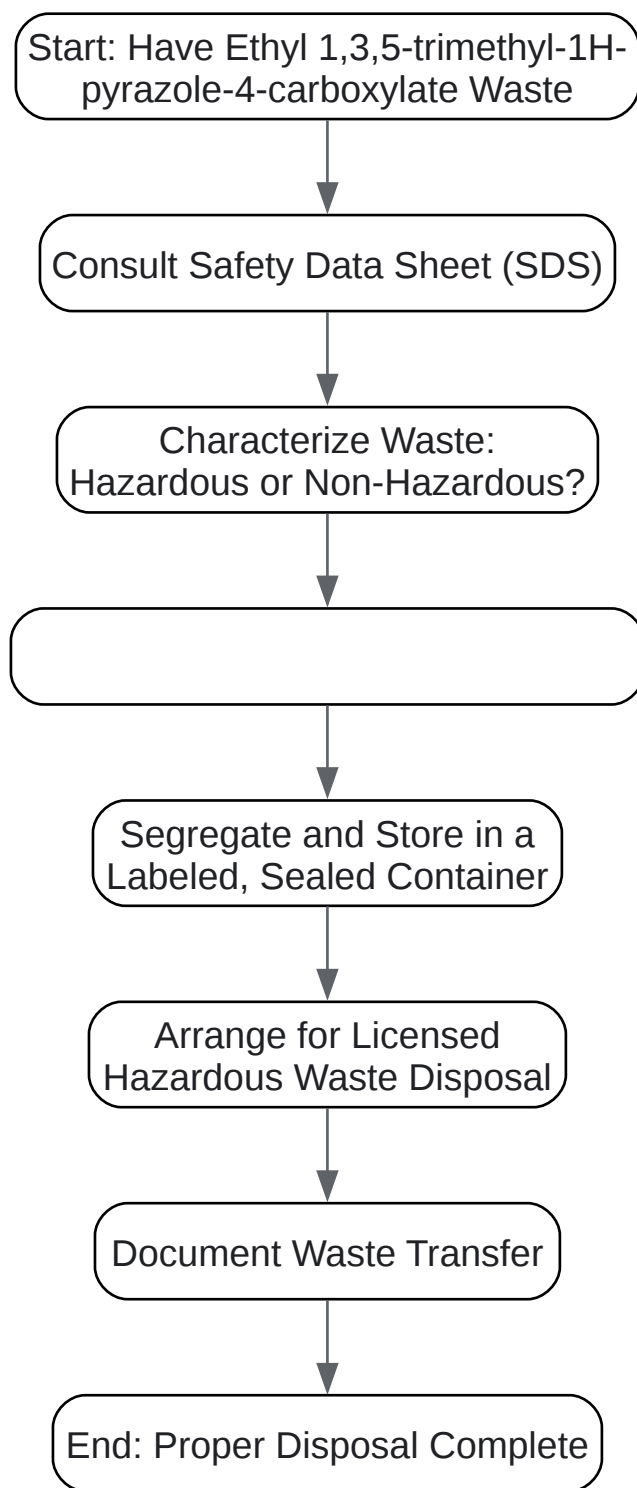 Start: Have Ethyl 1,3,5-trimethyl-1H-
pyrazole-4-carboxylate Waste
Consult Safety Data Sheet (SDS)
Characterize Waste:
Hazardous or Non-Hazardous?
Segregate and Store in a
Labeled, Sealed Container
Arrange for Licensed
Hazardous Waste Disposal
Document Waste Transfer
End: Proper Disposal Complete